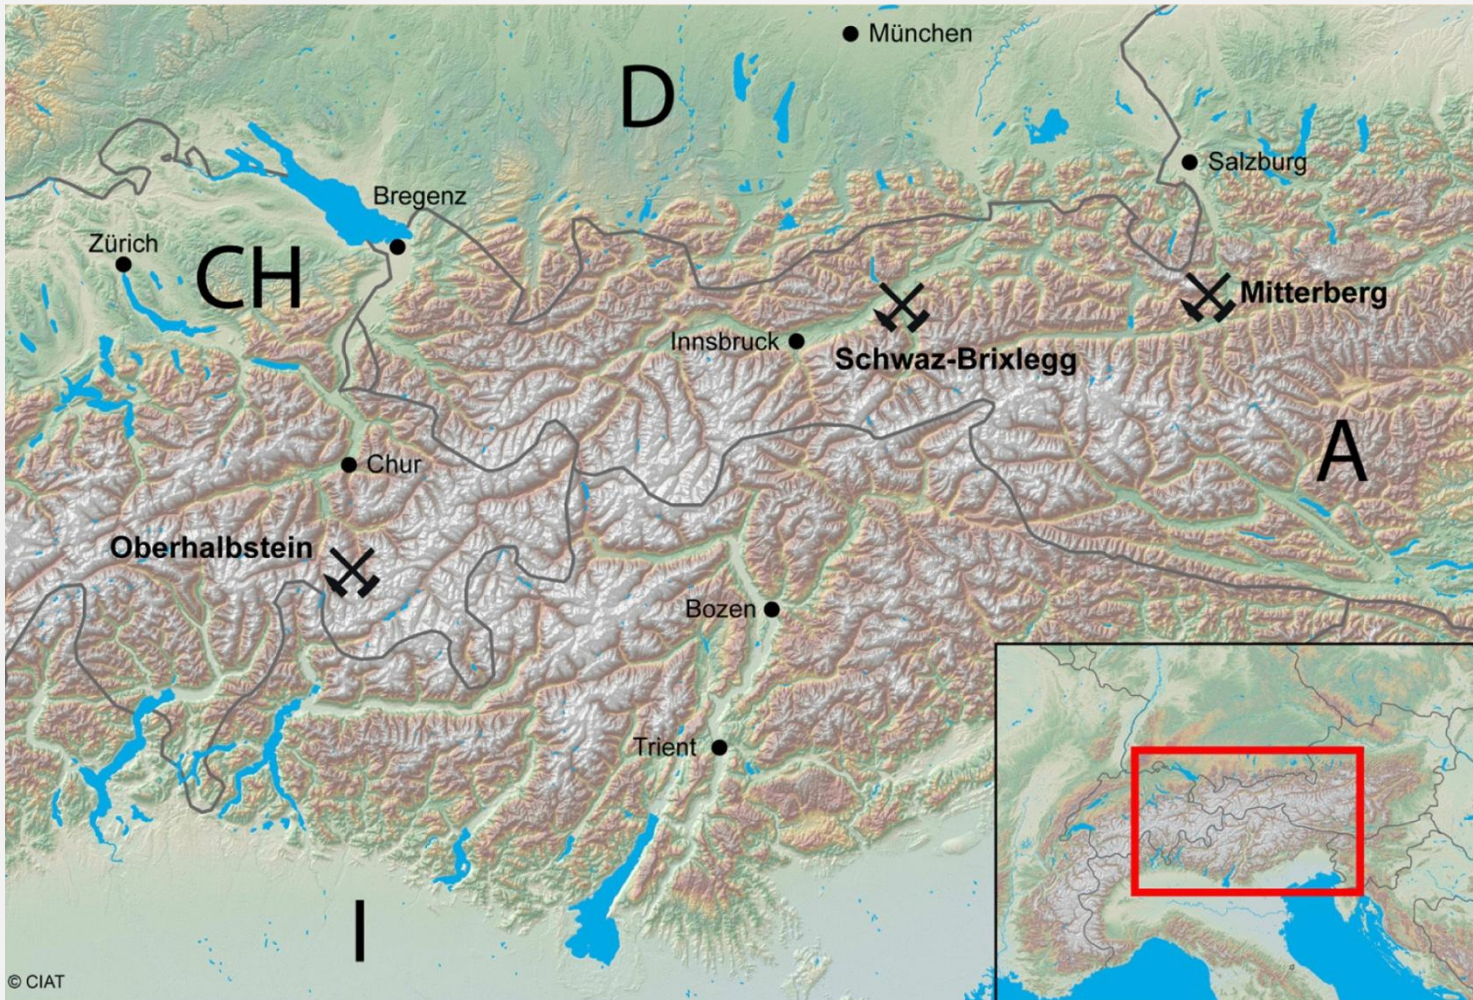 München
D
Salzburg
Bregenz
Zürich
CH
Mitterberg
Innsbruck
Schwaz-Brixlegg
A
Chur
Oberhalbstein
Bozen
Trient
I
© CIAT